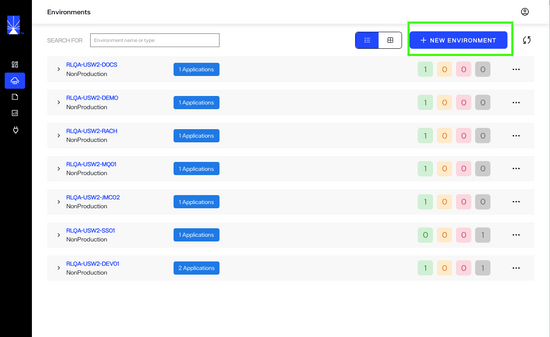 Environments
SEARCH FOR
Environment name or type
+ NEW ENVIRONMENT
RLQA-USW2-DOCS
NonProduction
1 Applications
1 0 0 0
RLQA-USW2-DEMO
NonProduction
1 Applications
1 0 0 0
RLQA-USW2-RACH
NonProduction
1 Applications
1 0 0 0
RLQA-USW2-MQ01
NonProduction
1 Applications
1 0 0 0
RLQA-USW2-JMC02
NonProduction
1 Applications
1 0 0 0
RLQA-USW2-SS01
NonProduction
1 Applications
0 0 0 1
RLQA-USW2-DEV01
NonProduction
2 Applications
1 0 0 1